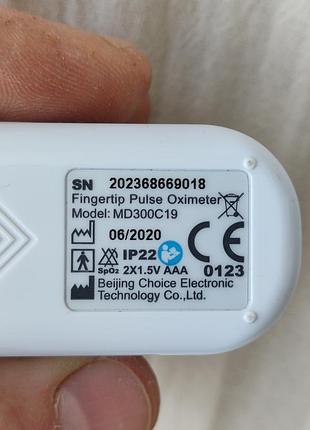 SN 202368669018
Fingertip Pulse Oximeter
Model: MD300C19
06/2020
IP22
SpO2 2X1.5V AAA
CE 0123
Beijing Choice Electronic
Technology Co.,Ltd.